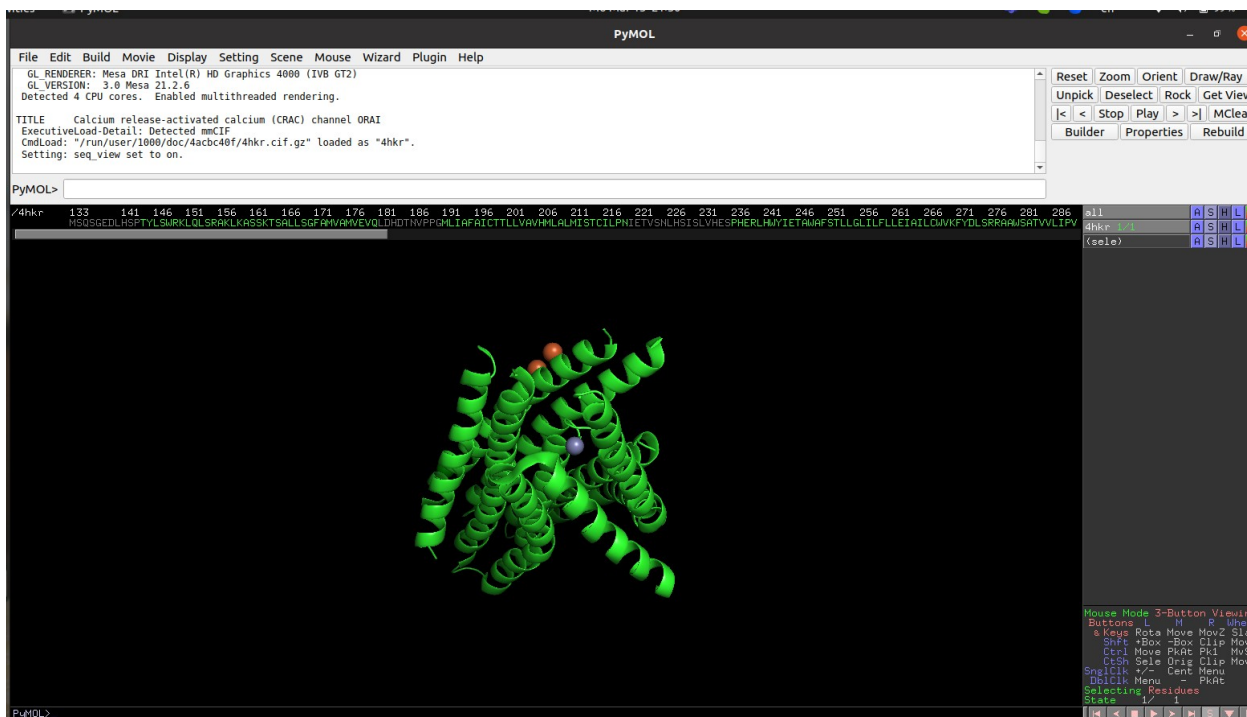 PyMOL
File Edit Build Movie Display Setting Scene Mouse Wizard Plugin Help
GL_RENDERER: Mesa DRI Intel(R) HD Graphics 4000 (IVB GT2)
GL_VERSION: 3.0 Mesa 21.2.6
Detected 4 CPU cores. Enabled multithreaded rendering.
TITLE Calcium release-activated calcium (CRAC) channel ORAI
ExecutiveLoad-Detail: Detected mmCIF
CmdLoad: "/run/user/1000/doc/4acbc40f/4hkr.cif.gz" loaded as "4hkr".
Setting: seq_view set to on.
Reset Zoom Orient Draw/Ray
Unpick Deselect Rock Get View
|< < Stop Play > >| MClea
Builder Properties Rebuild
PyMOL>
/4hkr 133 141 146 151 156 161 166 171 176 181 186 191 196 201 206 211 216 221 226 231 236 241 246 251 256 261 266 271 276 281 286
MSQSGEDLHSPTYLSWRKLQLSRAKLKASSKTSALLSGFAMVAMVEVQLDHDTNVPPGMLIAFAICTTLLVAVHMLALMISTCILPNIETVSNLHSISLVHESPHERLHWYIETAWAFSTLLGLILFLLEIAILCWVKFYDLSRRAAWSATVVLIPV
all A S H L
4hkr 1/1 A S H L
(sele) A S H L
Mouse Mode 3-Button Viewin
Buttons L M R Whe
& Keys Rota Move MovZ Sla
Shft +Box -Box Clip Mov
Ctrl Move PkAt Pk1 MvS
CtSh Sele Orig Clip Mov
SnglClk +/- Cent Menu
DblClk Menu - PkAt
Selecting Residues
State 1/ 1
PyMOL>